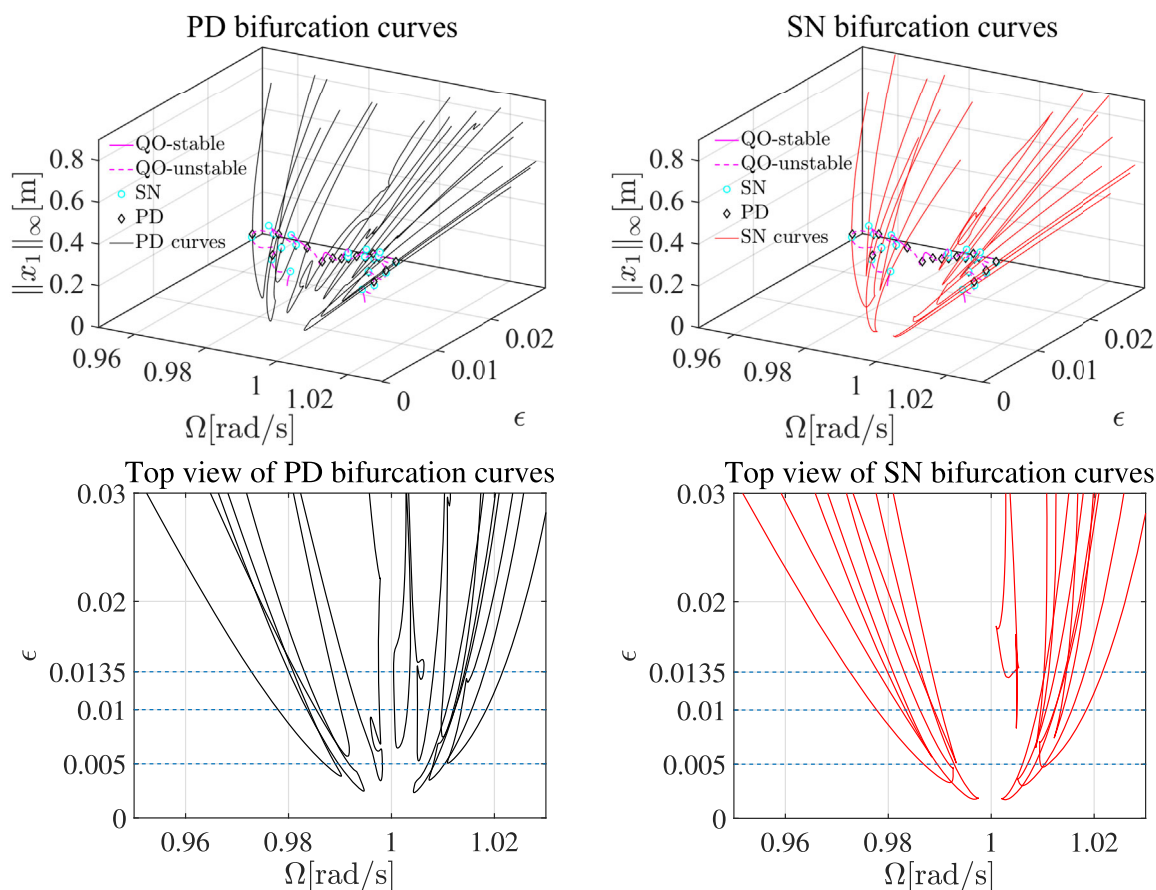 PD bifurcation curves
0.8
0.6
0.4
0.2
0
‖x₁‖∞[m]
QO-stable
QO-unstable
SN
PD
PD curves
0.96
0.98
1
1.02
Ω[rad/s]
0
0.01
0.02
ϵ
SN bifurcation curves
0.8
0.6
0.4
0.2
0
‖x₁‖∞[m]
QO-stable
QO-unstable
SN
PD
SN curves
0.96
0.98
1
1.02
Ω[rad/s]
0
0.01
0.02
ϵ
Top view of PD bifurcation curves
0.03
0.02
0.0135
0.01
0.005
0
ϵ
0.96
0.98
1
1.02
Ω[rad/s]
Top view of SN bifurcation curves
0.03
0.02
0.0135
0.01
0.005
0
ϵ
0.96
0.98
1
1.02
Ω[rad/s]